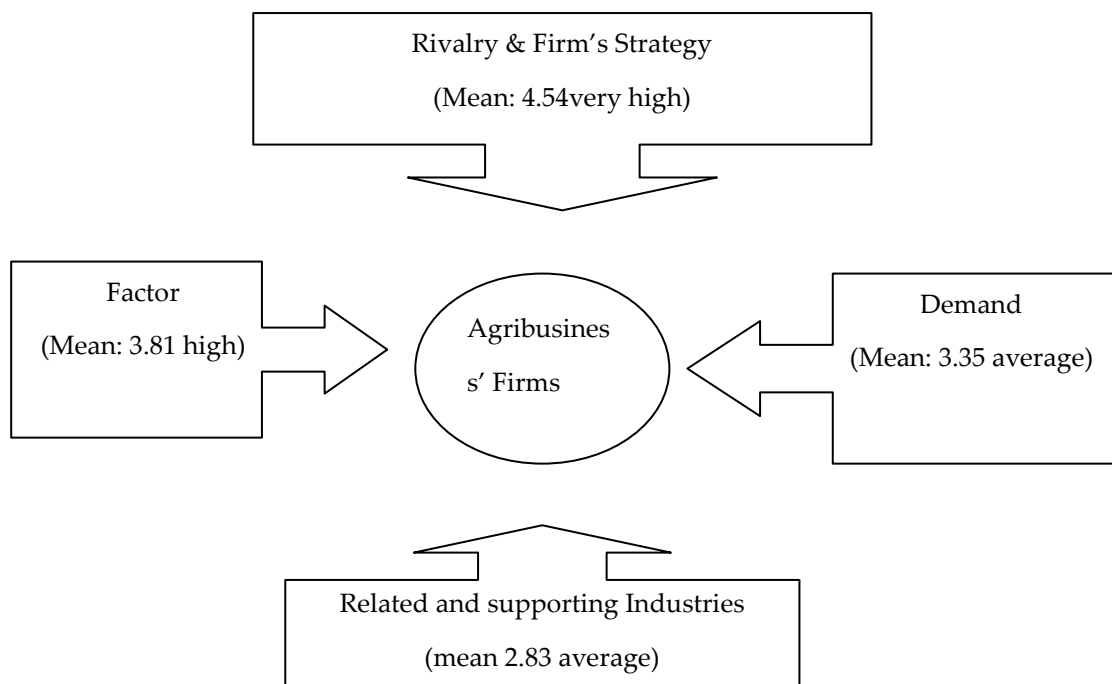 Rivalry & Firm’s Strategy
(Mean: 4.54very high)
Factor
(Mean: 3.81 high)
Agribusines
s’ Firms
Demand
(Mean: 3.35 average)
Related and supporting Industries
(mean 2.83 average)